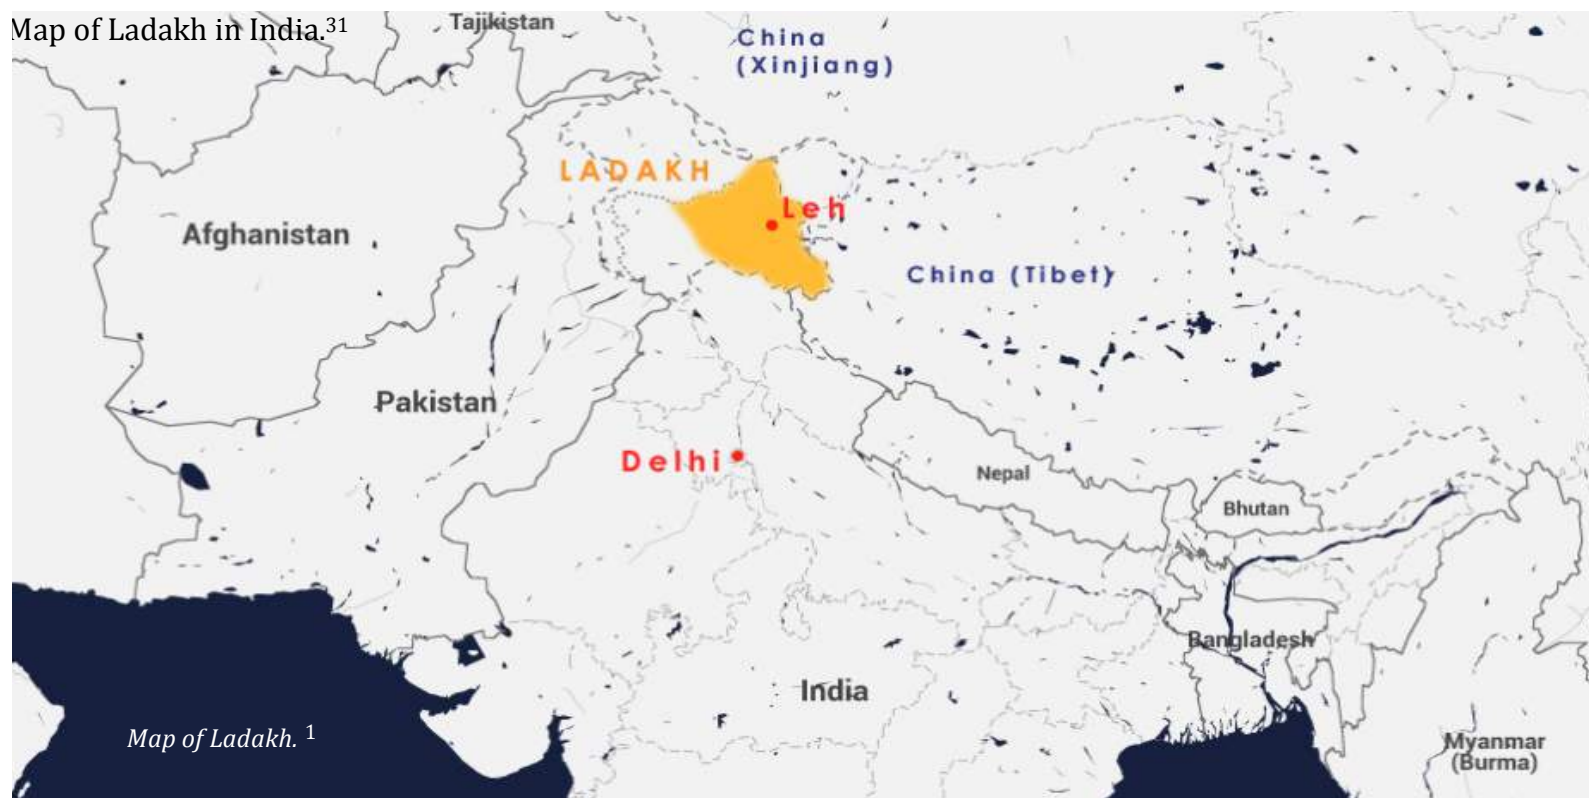 Map of Ladakh in India.31
Tajikistan
China
(Xinjiang)
LADAKH
Leh
Afghanistan
China (Tibet)
Pakistan
Delhi
Nepal
Bhutan
Bangladesh
India
Map of Ladakh. 1
Myanmar
(Burma)